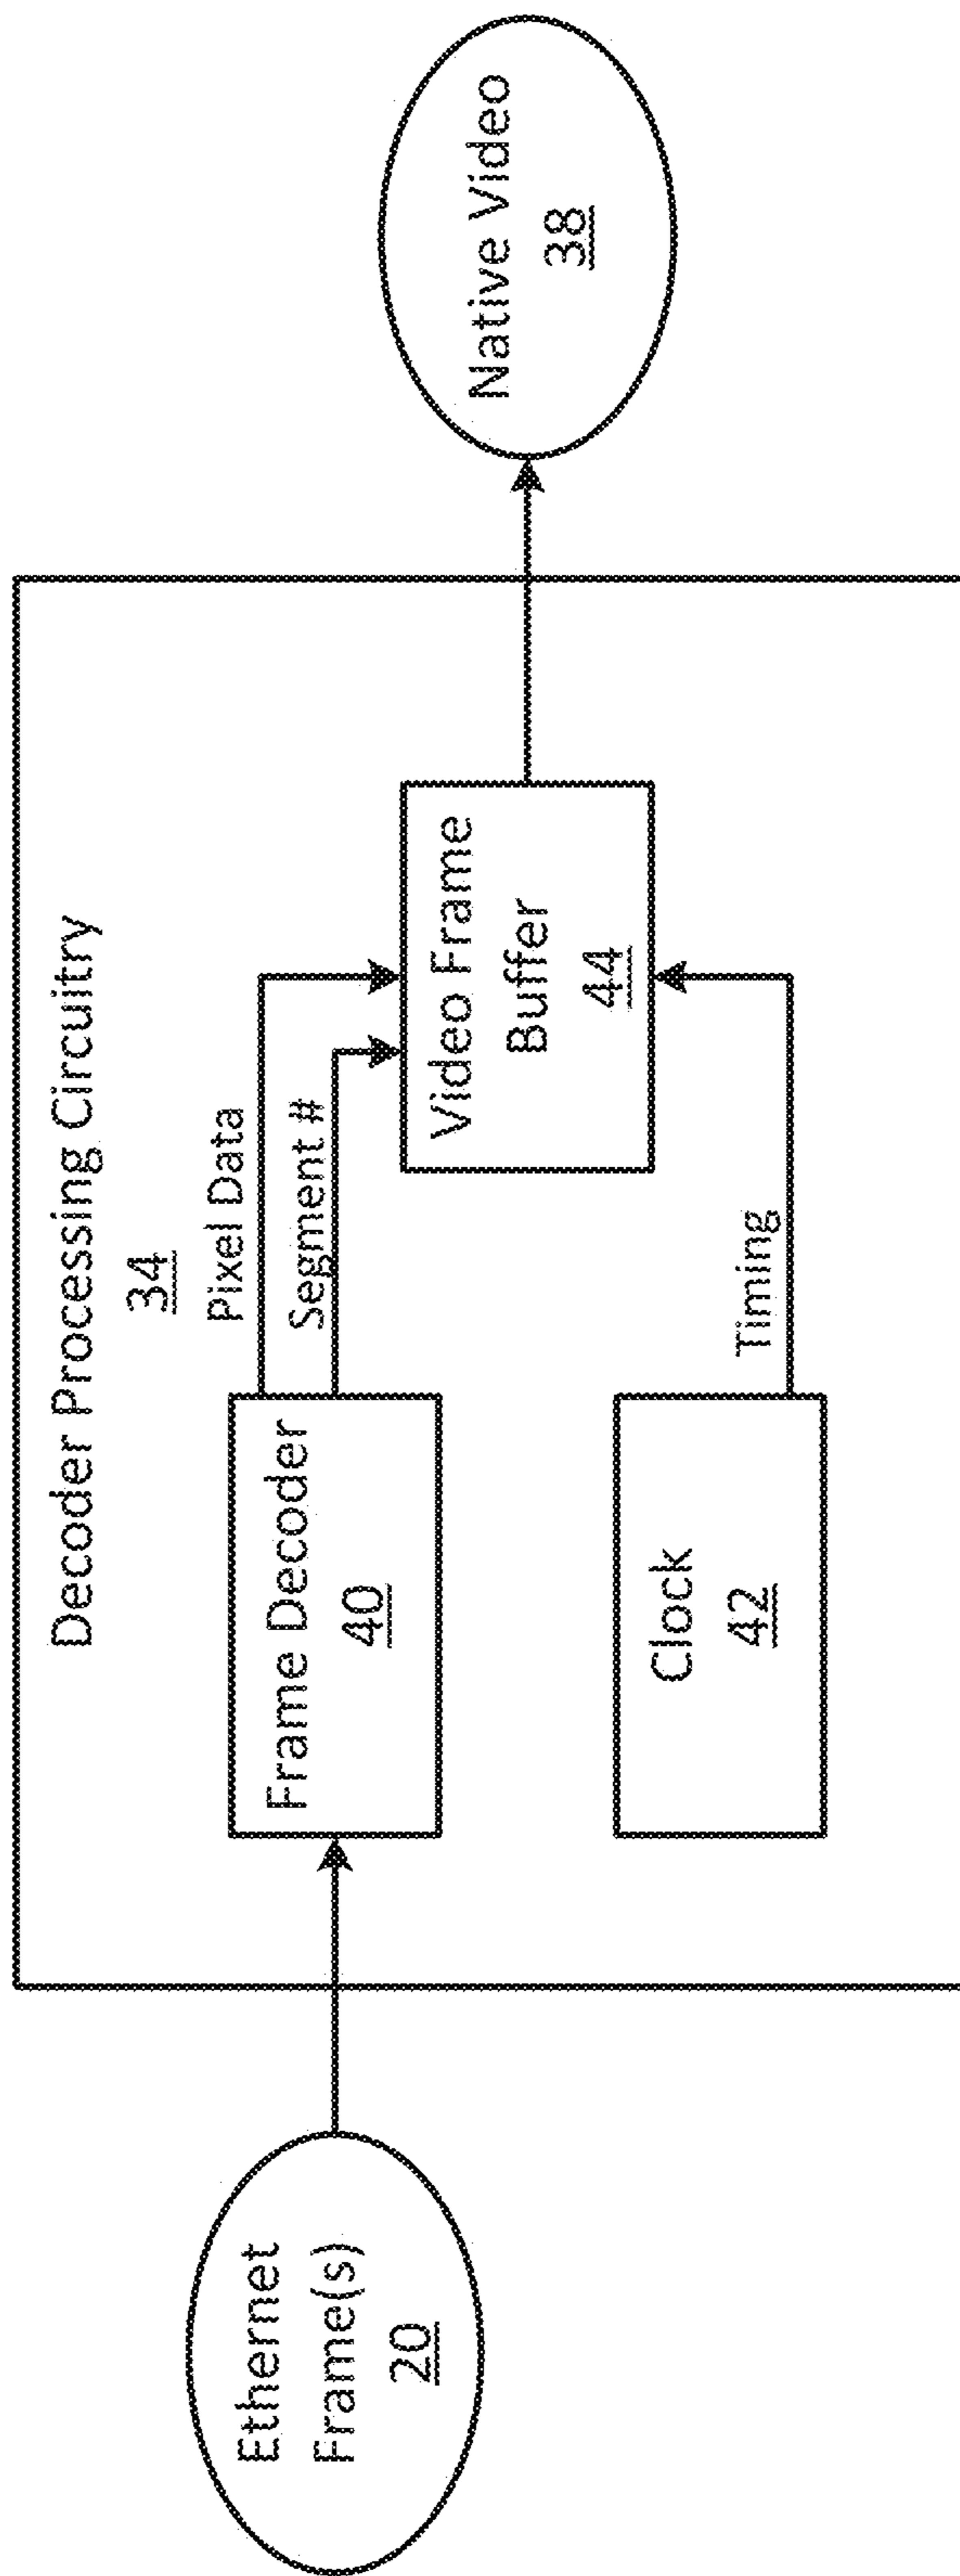 Decoder Processing Circuitry
34
Ethernet
Frame(s)
20
Frame Decoder
40
Pixel Data
Segment #
Clock
42
Timing
Video Frame
Buffer
44
Native Video
38